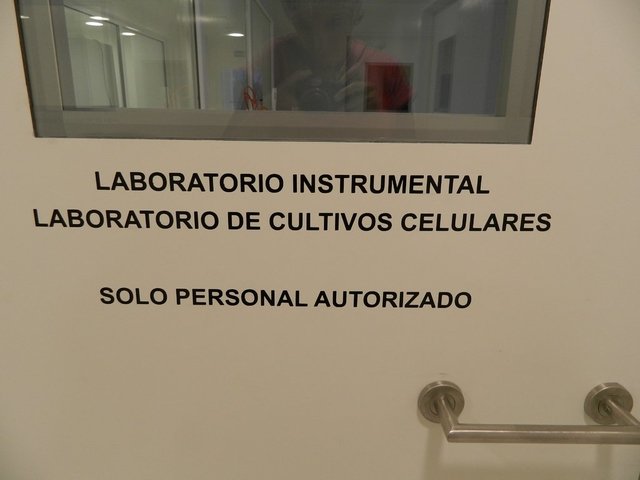 LABORATORIO INSTRUMENTAL
LABORATORIO DE CULTIVOS CELULARES
SOLO PERSONAL AUTORIZADO